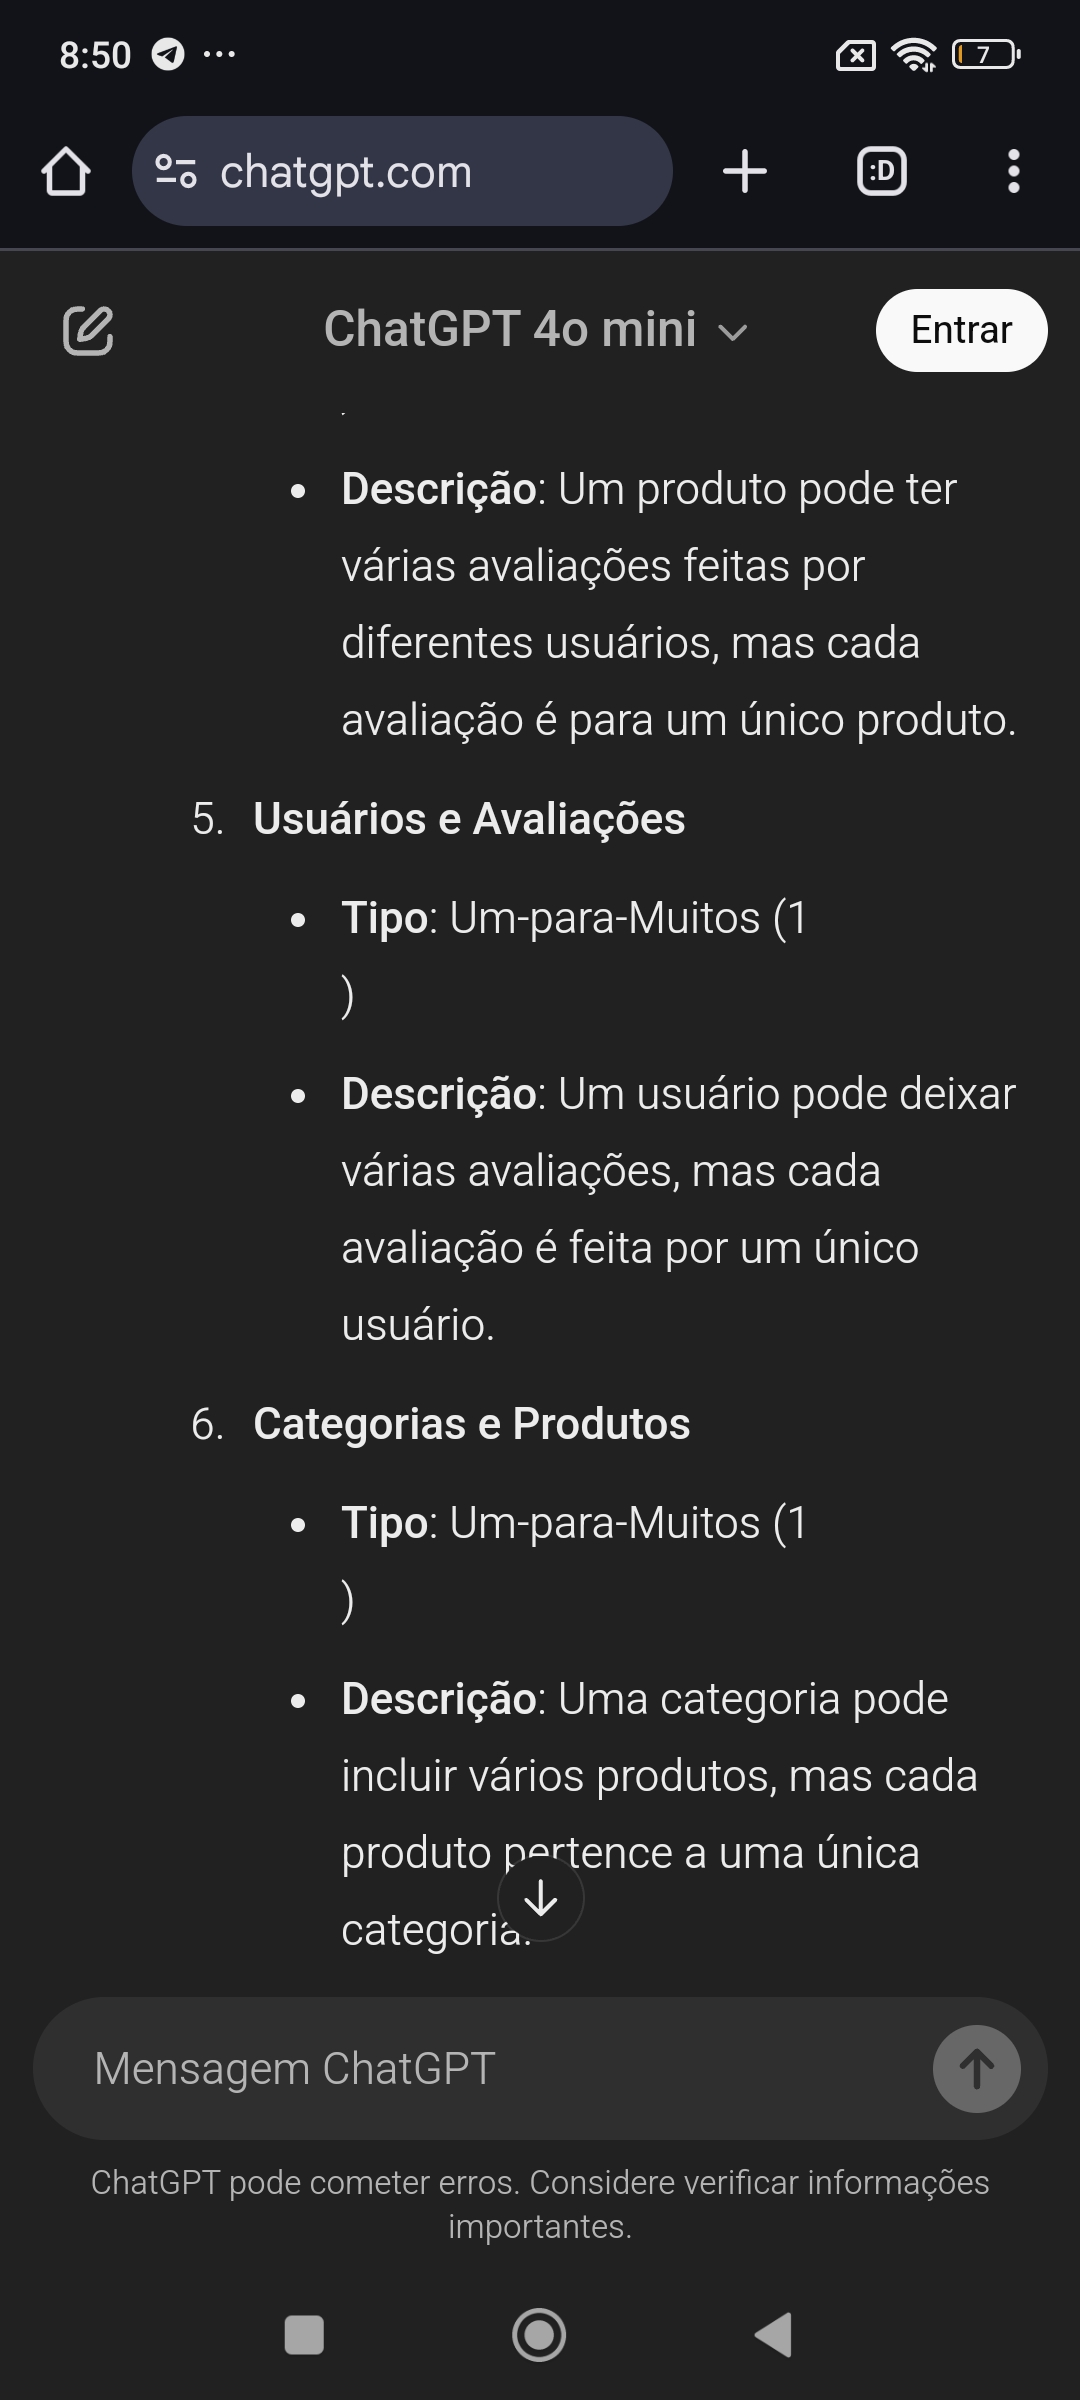 8:50
7
chatgpt.com
:D
ChatGPT 4o mini
Entrar
• Descrição: Um produto pode ter
várias avaliações feitas por
diferentes usuários, mas cada
avaliação é para um único produto.
5. Usuários e Avaliações
• Tipo: Um-para-Muitos (1
)
• Descrição: Um usuário pode deixar
várias avaliações, mas cada
avaliação é feita por um único
usuário.
6. Categorias e Produtos
• Tipo: Um-para-Muitos (1
)
• Descrição: Uma categoria pode
incluir vários produtos, mas cada
produto pertence a uma única
categoria.
Mensagem ChatGPT
ChatGPT pode cometer erros. Considere verificar informações
importantes.